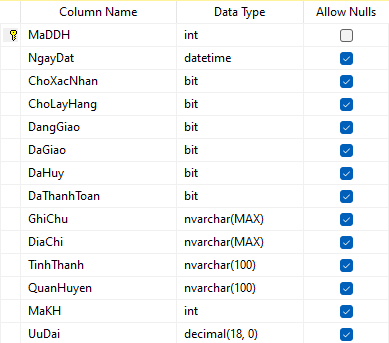 Column Name Data Type Allow Nulls
MaDDH int
NgayDat datetime
ChoXacNhan bit
ChoLayHang bit
DangGiao bit
DaGiao bit
DaHuy bit
DaThanhToan bit
GhiChu nvarchar(MAX)
DiaChi nvarchar(MAX)
TinhThanh nvarchar(100)
QuanHuyen nvarchar(100)
MaKH int
UuDai decimal(18, 0)